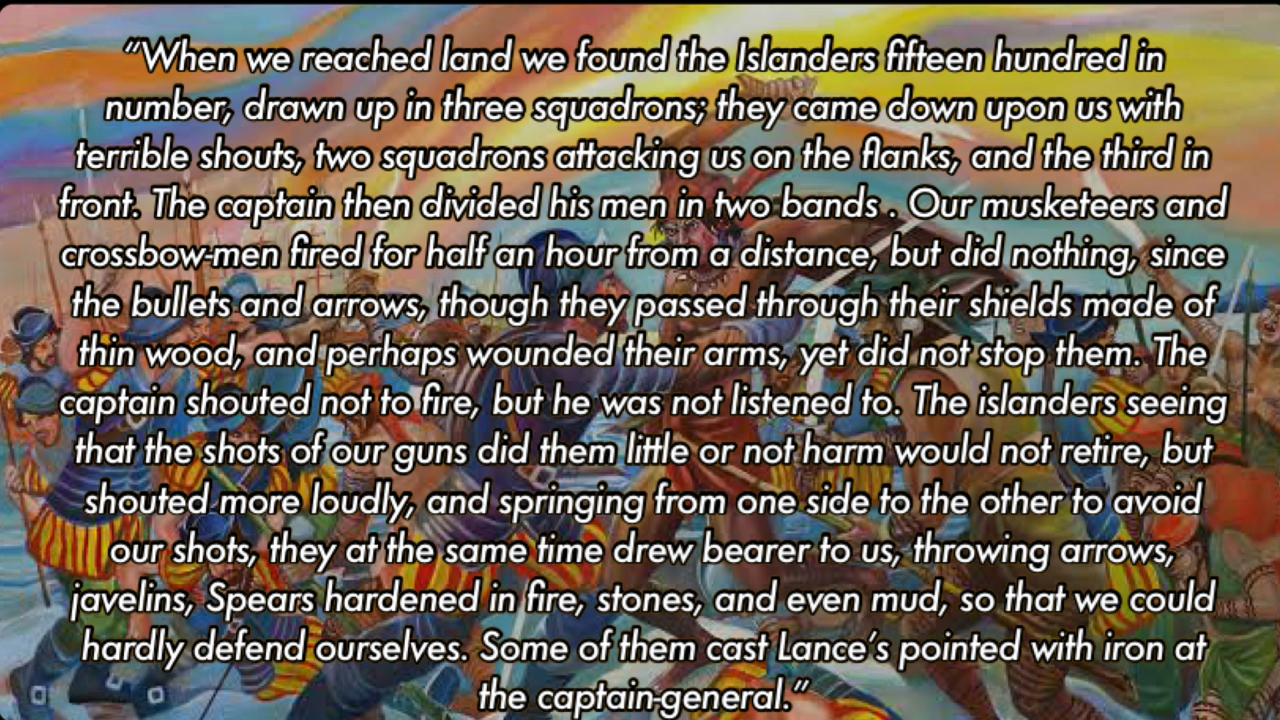 “When we reached land we found the Islanders fifteen hundred in
number, drawn up in three squadrons; they came down upon us with
terrible shouts, two squadrons attacking us on the flanks, and the third in
front. The captain then divided his men in two bands . Our musketeers and
crossbow-men fired for half an hour from a distance, but did nothing, since
the bullets and arrows, though they passed through their shields made of
thin wood, and perhaps wounded their arms, yet did not stop them. The
captain shouted not to fire, but he was not listened to. The islanders seeing
that the shots of our guns did them little or not harm would not retire, but
shouted more loudly, and springing from one side to the other to avoid
our shots, they at the same time drew bearer to us, throwing arrows,
javelins, Spears hardened in fire, stones, and even mud, so that we could
hardly defend ourselves. Some of them cast Lance’s pointed with iron at
the captain-general.”